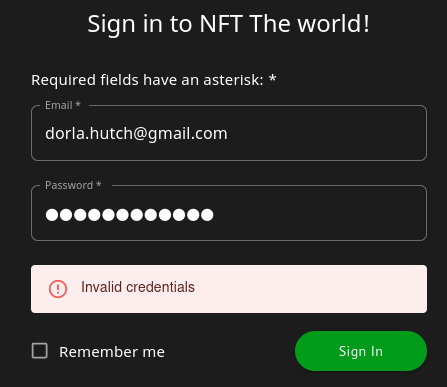 Sign in to NFT The world!
Required fields have an asterisk: *
Email *
dorla.hutch@gmail.com
Password *
●●●●●●●●●●●●
Invalid credentials
Remember me
Sign In